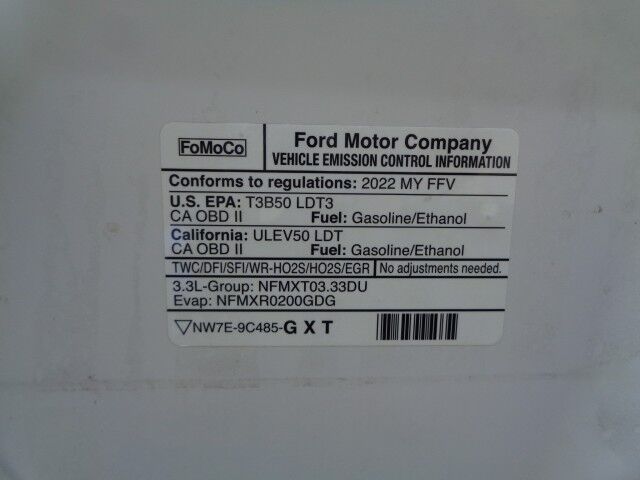 FoMoCo
Ford Motor Company
VEHICLE EMISSION CONTROL INFORMATION
Conforms to regulations: 2022 MY FFV
U.S. EPA: T3B50 LDT3
CA OBD II Fuel: Gasoline/Ethanol
California: ULEV50 LDT
CA OBD II Fuel: Gasoline/Ethanol
TWC/DFI/SFI/WR-HO2S/HO2S/EGR No adjustments needed.
3.3L-Group: NFMXT03.33DU
Evap: NFMXR0200GDG
NW7E-9C485-G X T